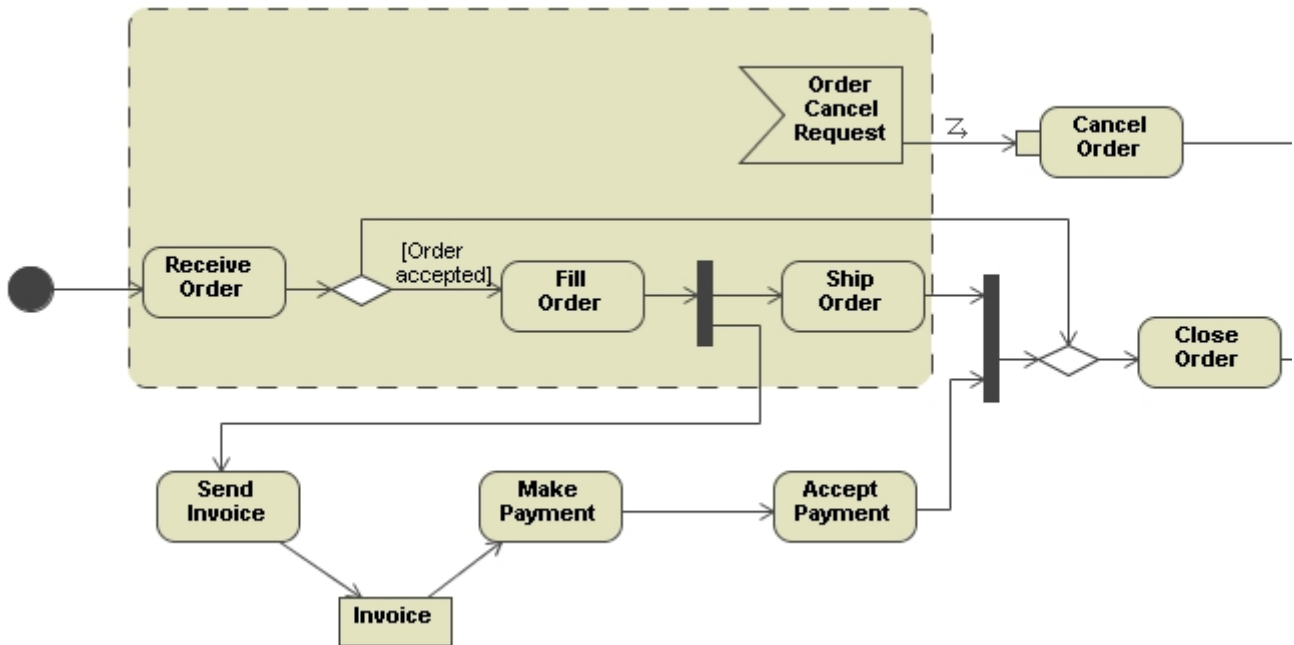 Order
Cancel
Request
Cancel
Order
[Order
accepted]
Receive
Order
Fill
Order
Ship
Order
Close
Order
Send
Invoice
Make
Payment
Accept
Payment
Invoice